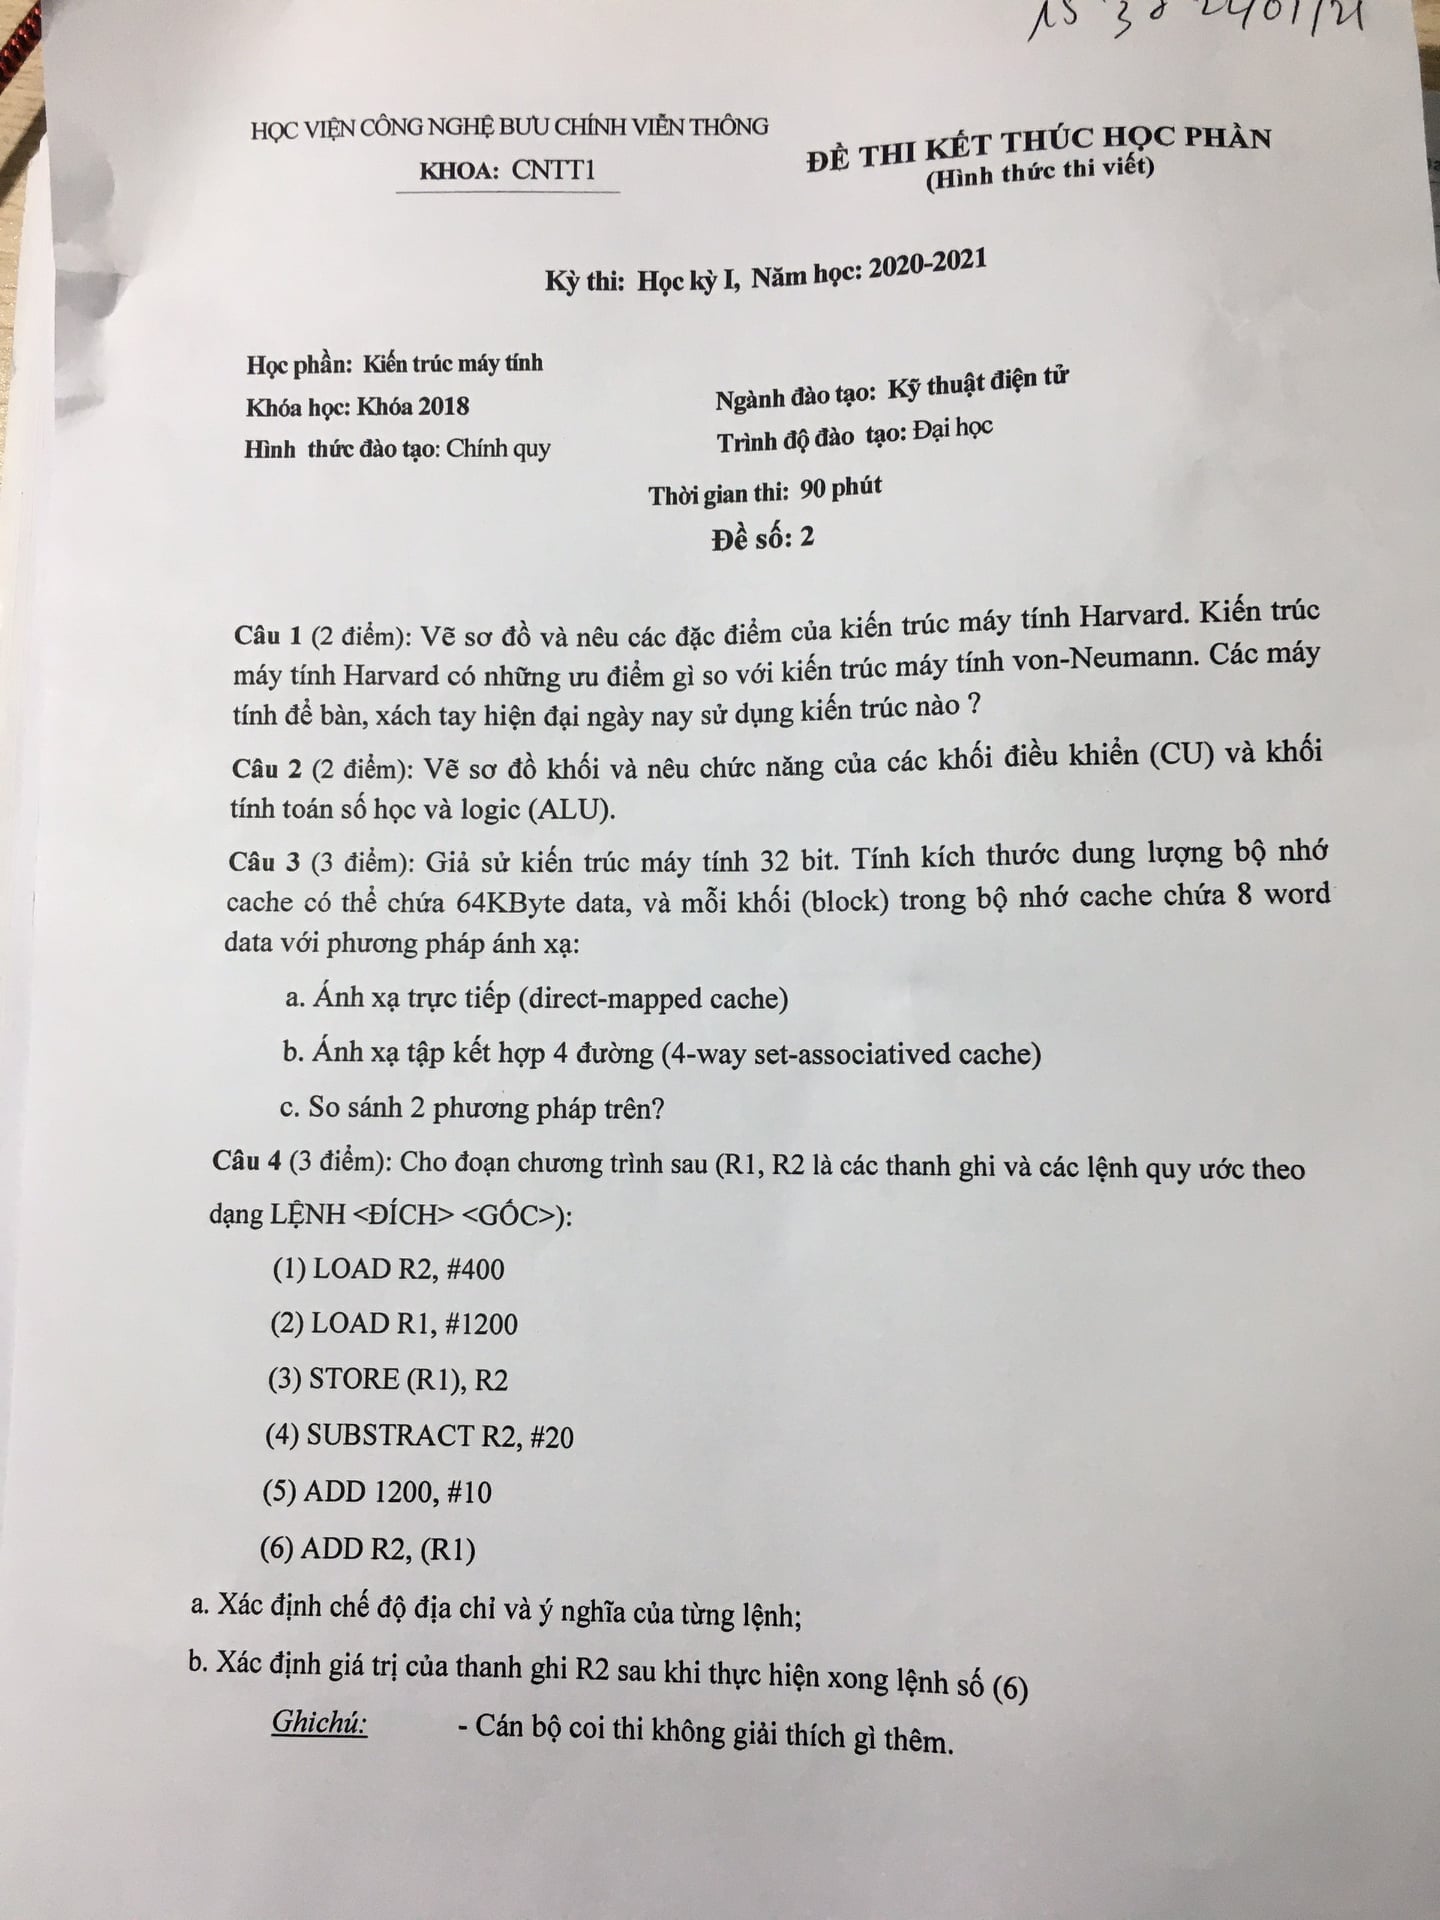 24/01/21
HỌC VIỆN CÔNG NGHỆ BƯU CHÍNH VIỄN THÔNG
KHOA: CNTT1
ĐỀ THI KẾT THÚC HỌC PHẦN
(Hình thức thi viết)
Kỳ thi: Học kỳ I, Năm học: 2020-2021
Học phần: Kiến trúc máy tính
Ngành đào tạo: Kỹ thuật điện tử
Khóa học: Khóa 2018
Trình độ đào tạo: Đại học
Hình thức đào tạo: Chính quy
Thời gian thi: 90 phút
Đề số: 2
Câu 1 (2 điểm): Vẽ sơ đồ và nêu các đặc điểm của kiến trúc máy tính Harvard. Kiến trúc
máy tính Harvard có những ưu điểm gì so với kiến trúc máy tính von-Neumann. Các máy
tính để bàn, xách tay hiện đại ngày nay sử dụng kiến trúc nào ?
Câu 2 (2 điểm): Vẽ sơ đồ khối và nêu chức năng của các khối điều khiển (CU) và khối
tính toán số học và logic (ALU).
Câu 3 (3 điểm): Giả sử kiến trúc máy tính 32 bit. Tính kích thước dung lượng bộ nhớ
cache có thể chứa 64KByte data, và mỗi khối (block) trong bộ nhớ cache chứa 8 word
data với phương pháp ánh xạ:
a. Ánh xạ trực tiếp (direct-mapped cache)
b. Ánh xạ tập kết hợp 4 đường (4-way set-associatived cache)
c. So sánh 2 phương pháp trên?
Câu 4 (3 điểm): Cho đoạn chương trình sau (R1, R2 là các thanh ghi và các lệnh quy ước theo
dạng LỆNH <ĐÍCH> <GỐC>):
(1) LOAD R2, #400
(2) LOAD R1, #1200
(3) STORE (R1), R2
(4) SUBSTRACT R2, #20
(5) ADD 1200, #10
(6) ADD R2, (R1)
a. Xác định chế độ địa chỉ và ý nghĩa của từng lệnh;
b. Xác định giá trị của thanh ghi R2 sau khi thực hiện xong lệnh số (6)
Ghichú: - Cán bộ coi thi không giải thích gì thêm.